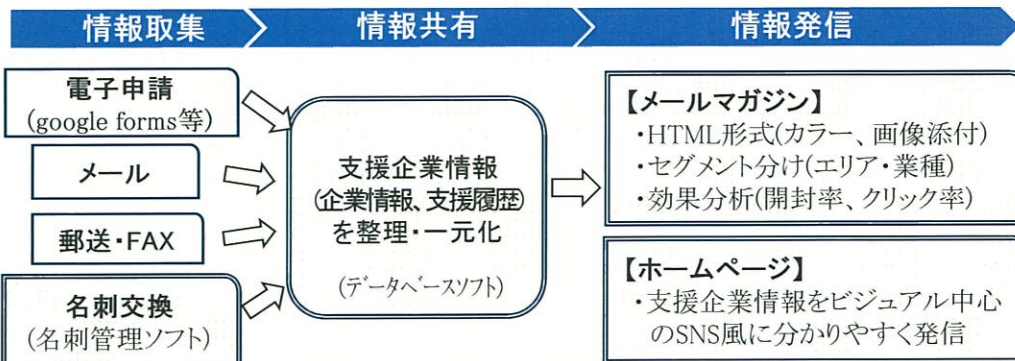 情報取集
情報共有
情報発信
電子申請
(google forms等)
メール
郵送・FAX
名刺交換
(名刺管理ソフト)
支援企業情報
(企業情報、支援履歴)
を整理・一元化
(データベースソフト)
【メールマガジン】
・HTML形式(カラー、画像添付)
・セグメント分け(エリア・業種)
・効果分析(開封率、クリック率)
【ホームページ】
・支援企業情報をビジュアル中心
のSNS風に分かりやすく発信